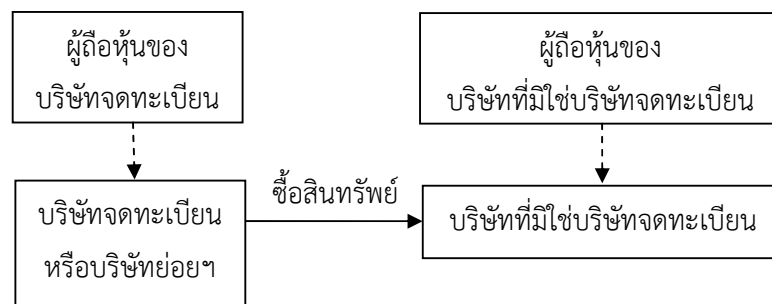 ผู้ถือหุ้นของ
บริษัทจดทะเบียน
ผู้ถือหุ้นของ
บริษัทที่มิใช่บริษัทจดทะเบียน
ซื้อสินทรัพย์
บริษัทจดทะเบียน
หรือบริษัทย่อยฯ
บริษัทที่มิใช่บริษัทจดทะเบียน